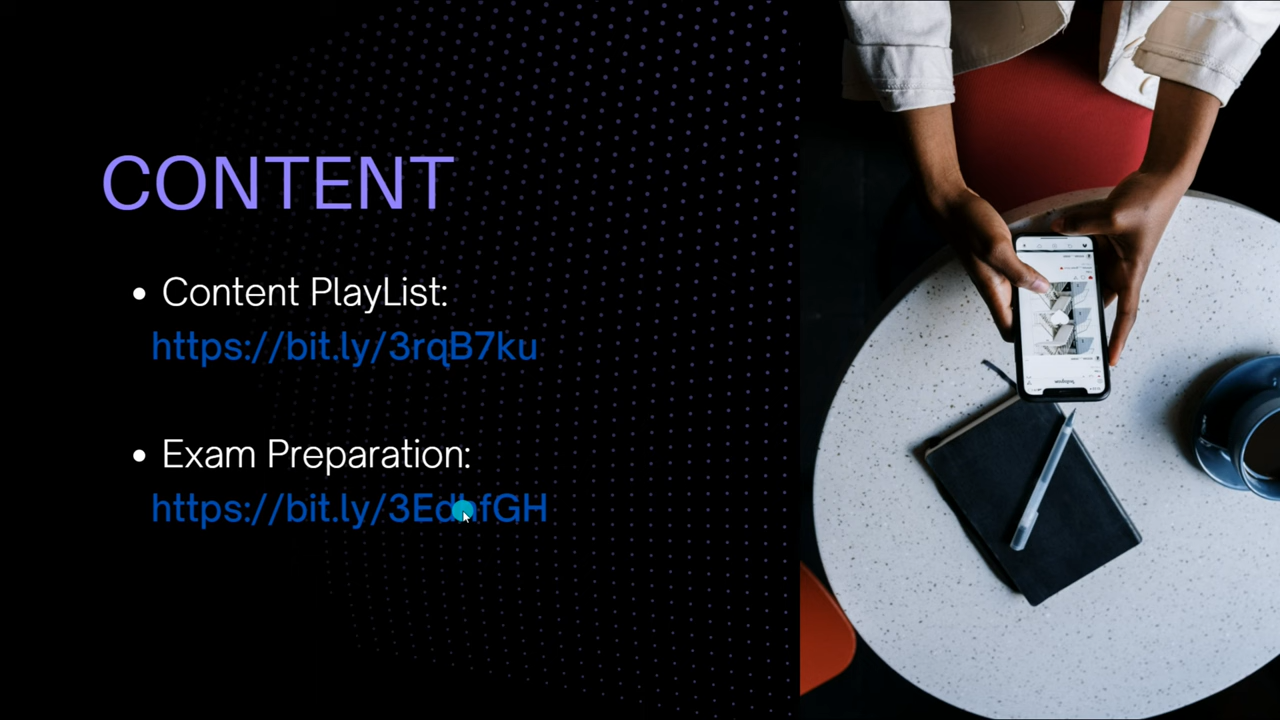 CONTENT
• Content PlayList:
https://bit.ly/3rqB7ku
• Exam Preparation: